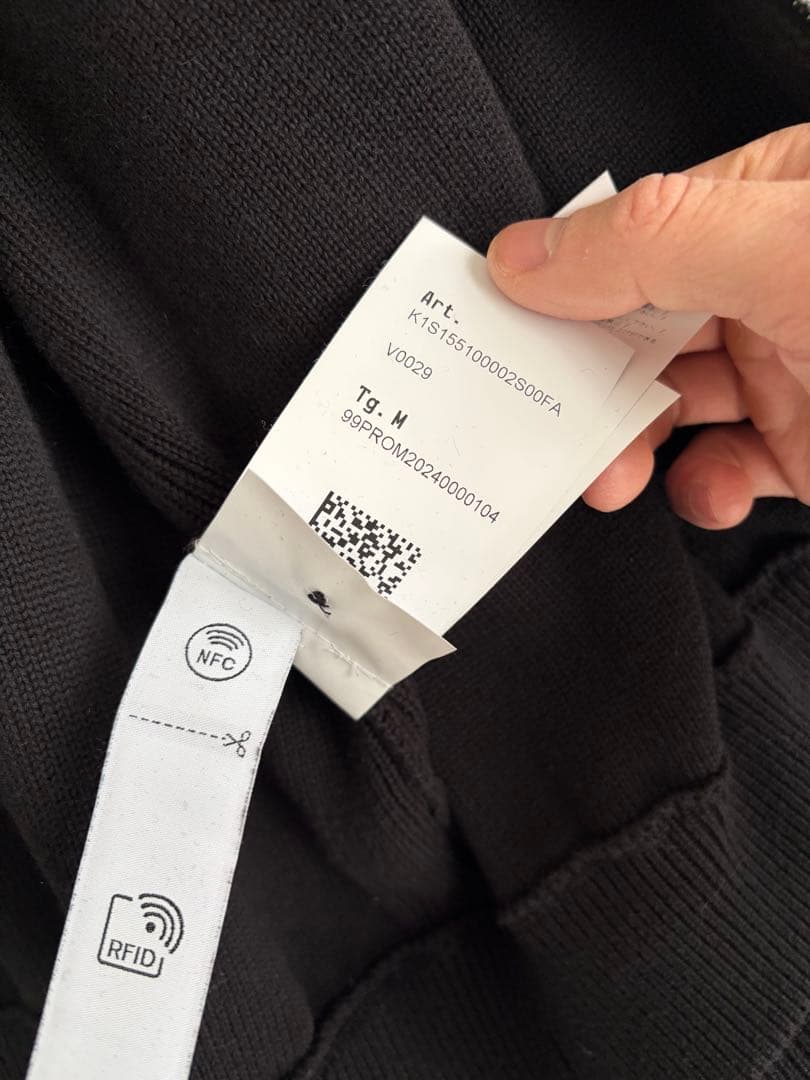 Art.
K1S155100002S00FA
V0029
Tg. M
99PROM20240000104
NFC
RFID